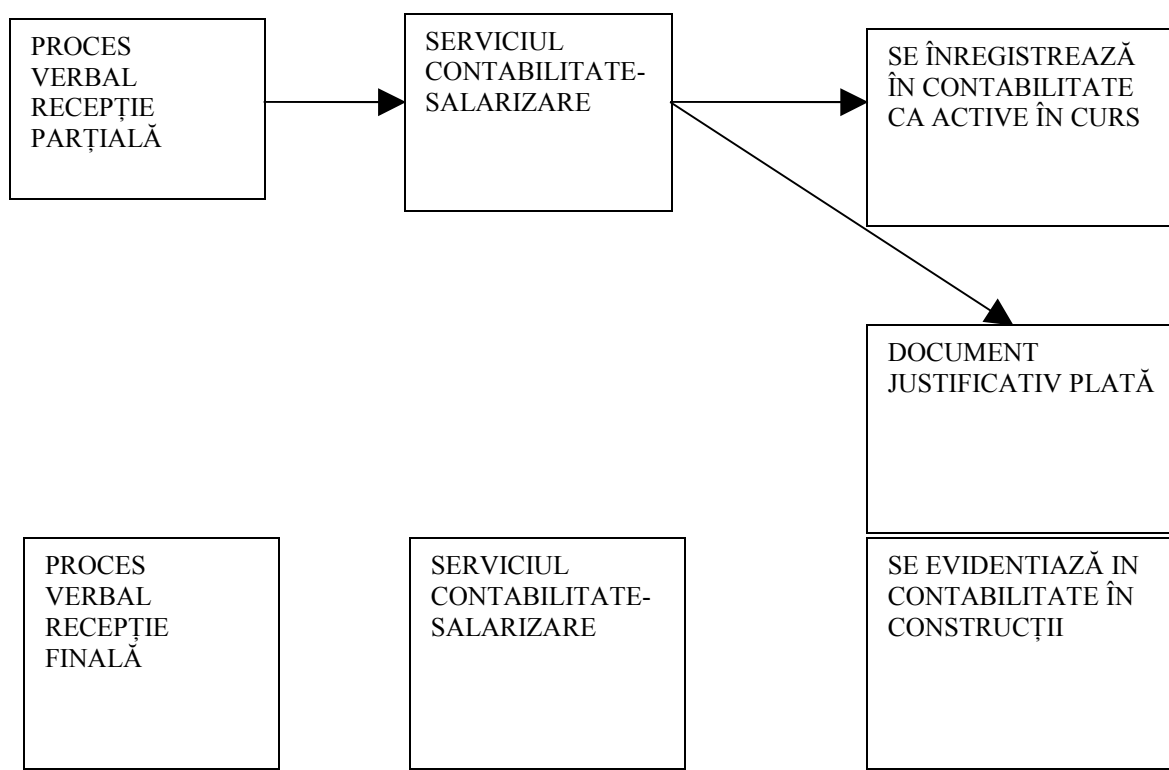 PROCES
VERBAL
RECEPȚIE
PARȚIALĂ
SERVICIUL
CONTABILITATE-
SALARIZARE
SE ÎNREGISTREAZĂ
ÎN CONTABILITATE
CA ACTIVE ÎN CURS
DOCUMENT
JUSTIFICATIV PLATĂ
PROCES
VERBAL
RECEPȚIE
FINALĂ
SERVICIUL
CONTABILITATE-
SALARIZARE
SE EVIDENTIAZĂ IN
CONTABILITATE ÎN
CONSTRUCȚII